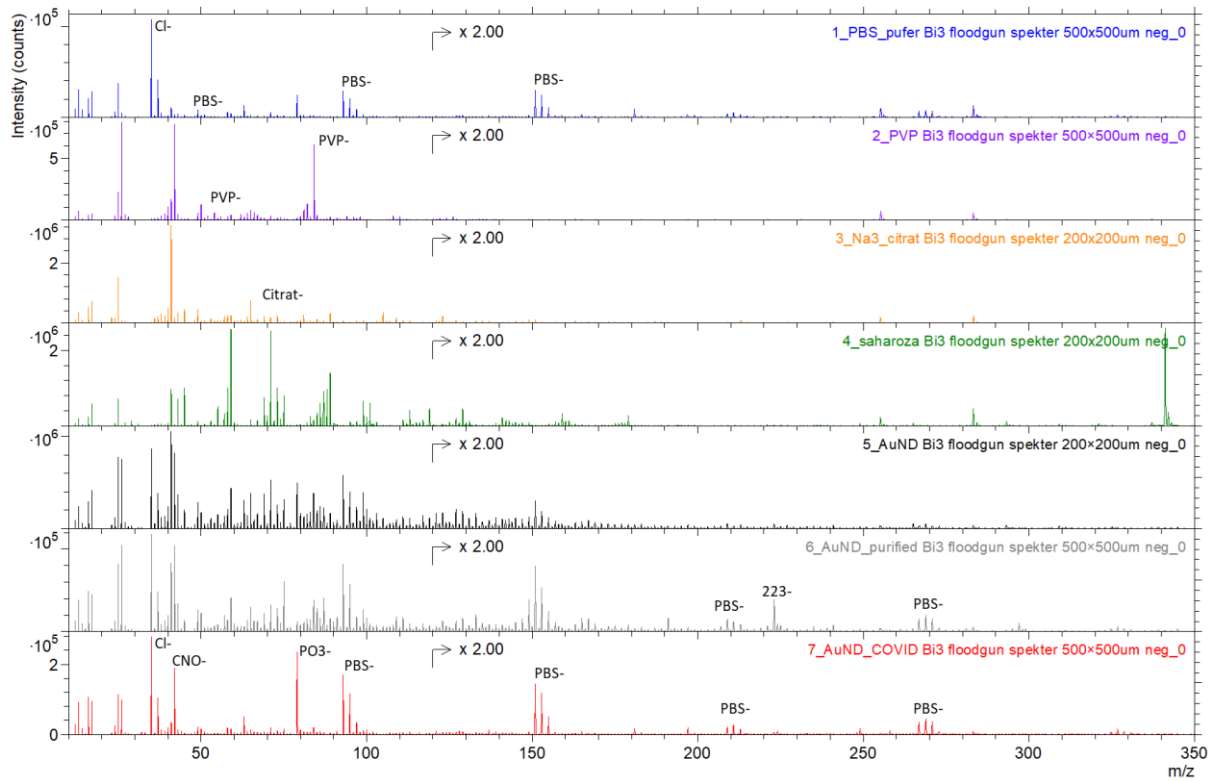 Intensity (counts)
·10⁵
Cl-
PBS-
PBS-
PBS-
x 2.00
1_PBS_pufer Bi3 floodgun spekter 500x500um neg_0
·10⁵
5
PVP-
PVP-
x 2.00
2_PVP Bi3 floodgun spekter 500×500um neg_0
·10⁶
2
Citrat-
x 2.00
3_Na3_citrat Bi3 floodgun spekter 200x200um neg_0
·10⁶
2
x 2.00
4_saharoza Bi3 floodgun spekter 200x200um neg_0
·10⁶
x 2.00
5_AuND Bi3 floodgun spekter 200×200um neg_0
·10⁵
x 2.00
6_AuND_purified Bi3 floodgun spekter 500×500um neg_0
PBS-
223-
PBS-
·10⁵
2
0
Cl-
CNO-
PO3-
PBS-
x 2.00
7_AuND_COVID Bi3 floodgun spekter 500×500um neg_0
PBS-
PBS-
PBS-
50 100 150 200 250 300 350
m/z